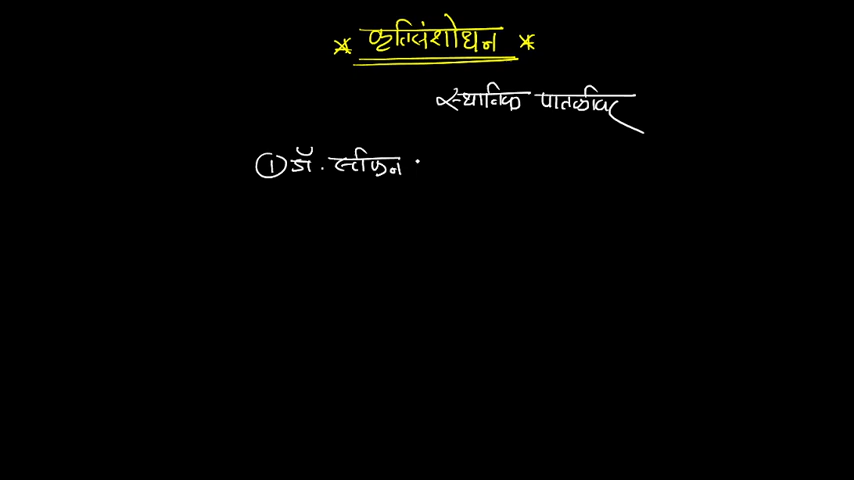 * कृतिसंशोधन *
स्थानिक पातळीवर
① डॉ. स्टीफन .